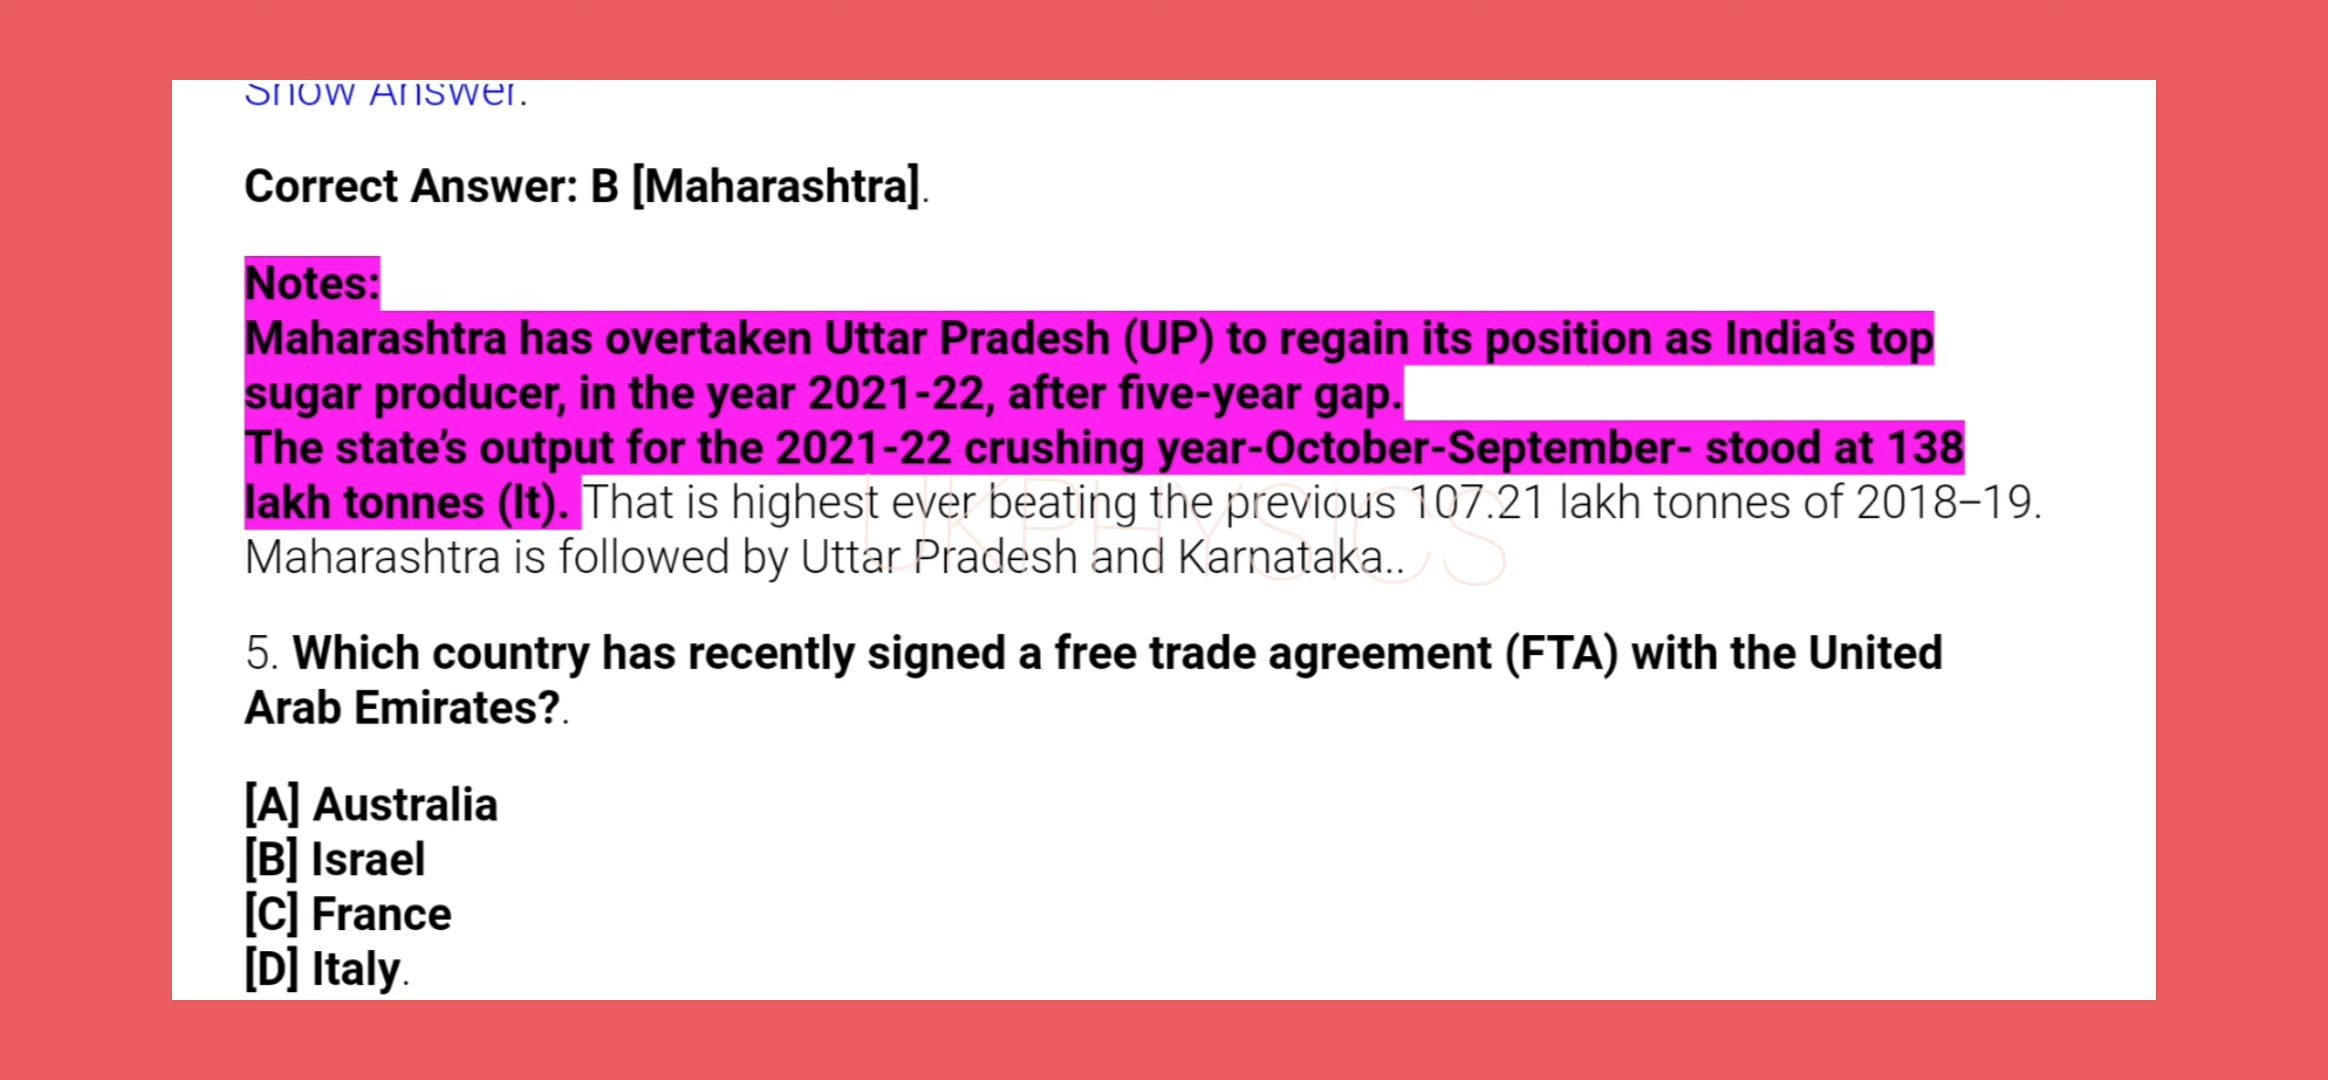 Show Answer.
Correct Answer: B [Maharashtra].
Notes:
Maharashtra has overtaken Uttar Pradesh (UP) to regain its position as India’s top
sugar producer, in the year 2021-22, after five-year gap.
The state’s output for the 2021-22 crushing year-October-September- stood at 138
lakh tonnes (lt). That is highest ever beating the previous 107.21 lakh tonnes of 2018–19.
Maharashtra is followed by Uttar Pradesh and Karnataka..
UKPHYSICS
5. Which country has recently signed a free trade agreement (FTA) with the United
Arab Emirates?.
[A] Australia
[B] Israel
[C] France
[D] Italy.